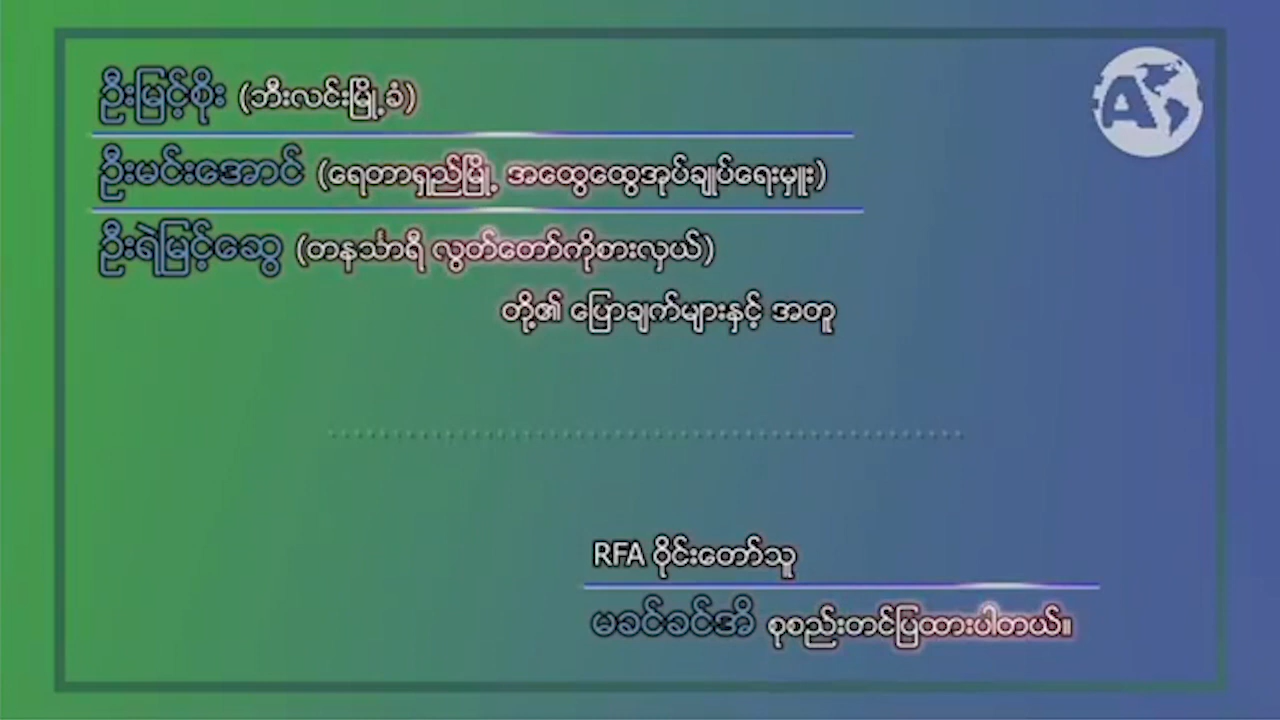 ဦးမြင့်စိုး (ဘီးလင်းမြို့ခံ)
ဦးမင်းအောင် (ရေတာရှည်မြို့ အထွေထွေအုပ်ချုပ်ရေးမှူး)
ဦးရဲမြင့်ဆွေ (တနင်္သာရီ လွှတ်တော်ကိုစားလှယ်)
တို့၏ ပြောချက်များနှင့် အတူ
RFA ဝိုင်းတော်သူ
မခင်ခင်အိ စုစည်းတင်ပြထားပါတယ်။